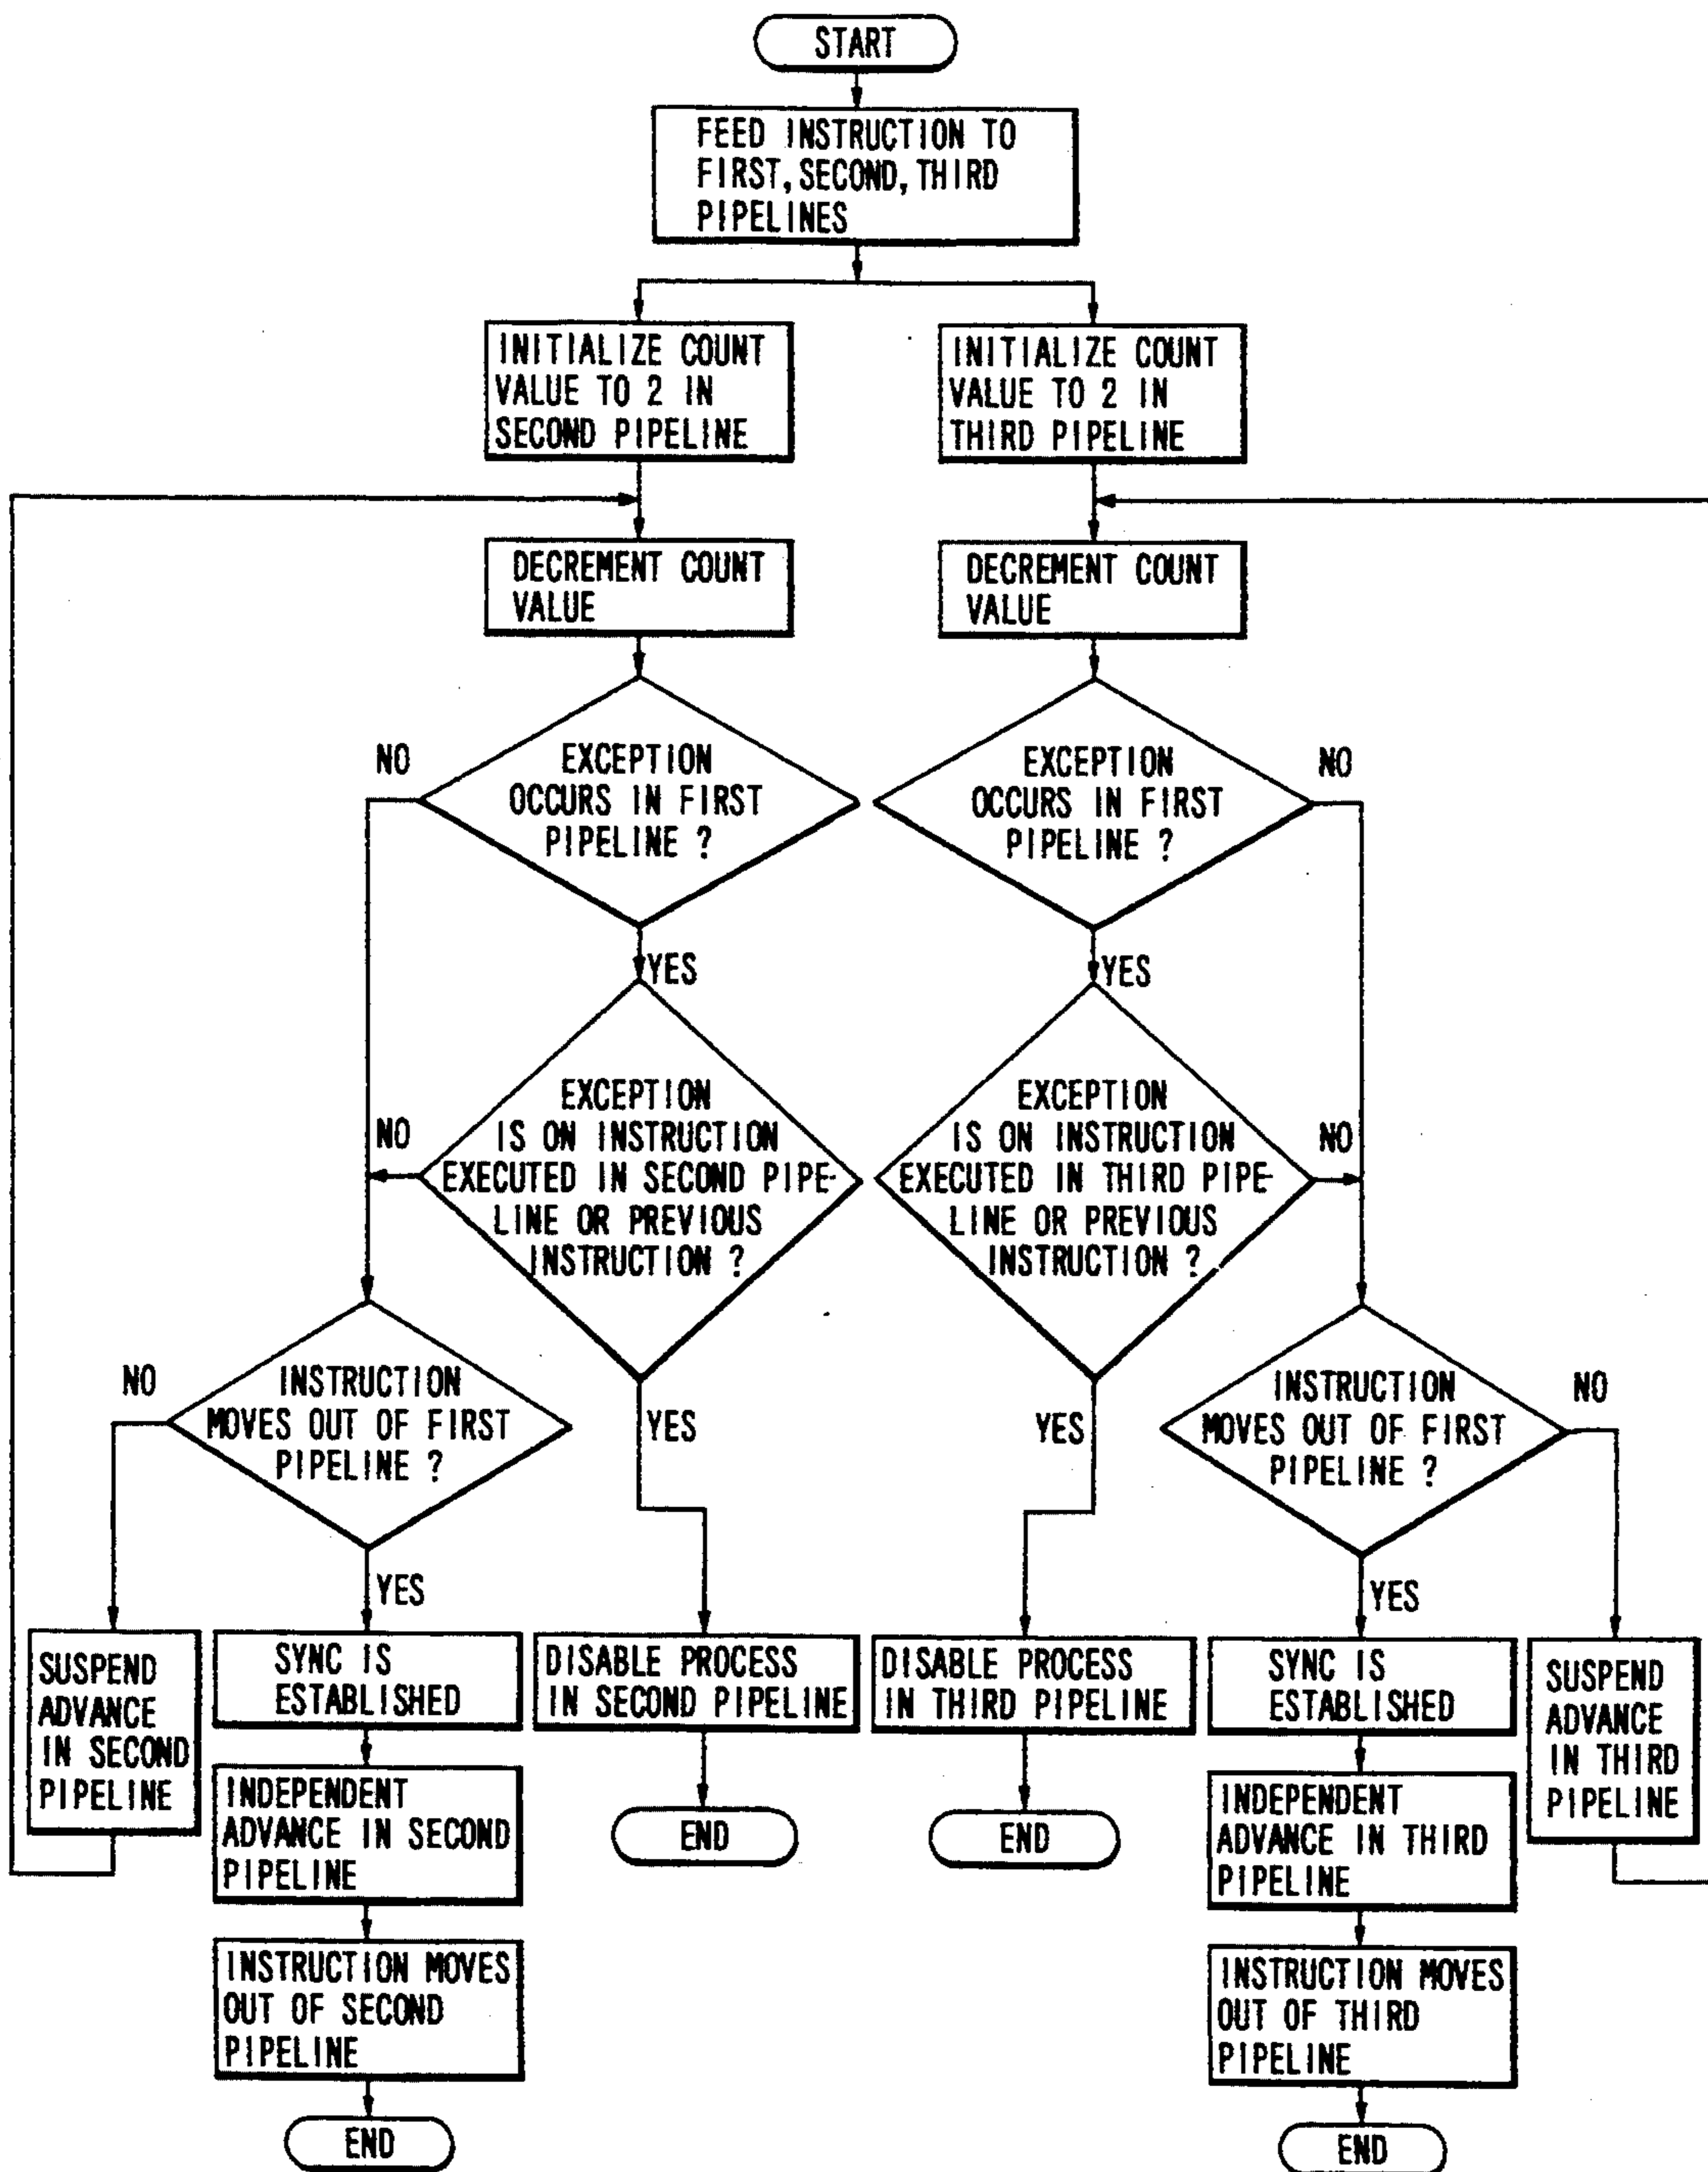 START
FEED INSTRUCTION TO
FIRST, SECOND, THIRD
PIPELINES
INITIALIZE COUNT
VALUE TO 2 IN
SECOND PIPELINE
INITIALIZE COUNT
VALUE TO 2 IN
THIRD PIPELINE
DECREMENT COUNT
VALUE
DECREMENT COUNT
VALUE
NO
EXCEPTION
OCCURS IN FIRST
PIPELINE ?
EXCEPTION
OCCURS IN FIRST
PIPELINE ?
NO
YES
YES
NO
EXCEPTION
IS ON INSTRUCTION
EXECUTED IN SECOND PIPE-
LINE OR PREVIOUS
INSTRUCTION ?
EXCEPTION
IS ON INSTRUCTION
EXECUTED IN THIRD PIPE-
LINE OR PREVIOUS
INSTRUCTION ?
NO
NO
INSTRUCTION
MOVES OUT OF FIRST
PIPELINE ?
YES
YES
INSTRUCTION
MOVES OUT OF FIRST
PIPELINE ?
NO
YES
YES
SUSPEND
ADVANCE
IN SECOND
PIPELINE
SYNC IS
ESTABLISHED
DISABLE PROCESS
IN SECOND PIPELINE
DISABLE PROCESS
IN THIRD PIPELINE
SYNC IS
ESTABLISHED
SUSPEND
ADVANCE
IN THIRD
PIPELINE
INDEPENDENT
ADVANCE IN SECOND
PIPELINE
END
END
INDEPENDENT
ADVANCE IN THIRD
PIPELINE
INSTRUCTION MOVES
OUT OF SECOND
PIPELINE
INSTRUCTION MOVES
OUT OF THIRD
PIPELINE
END
END